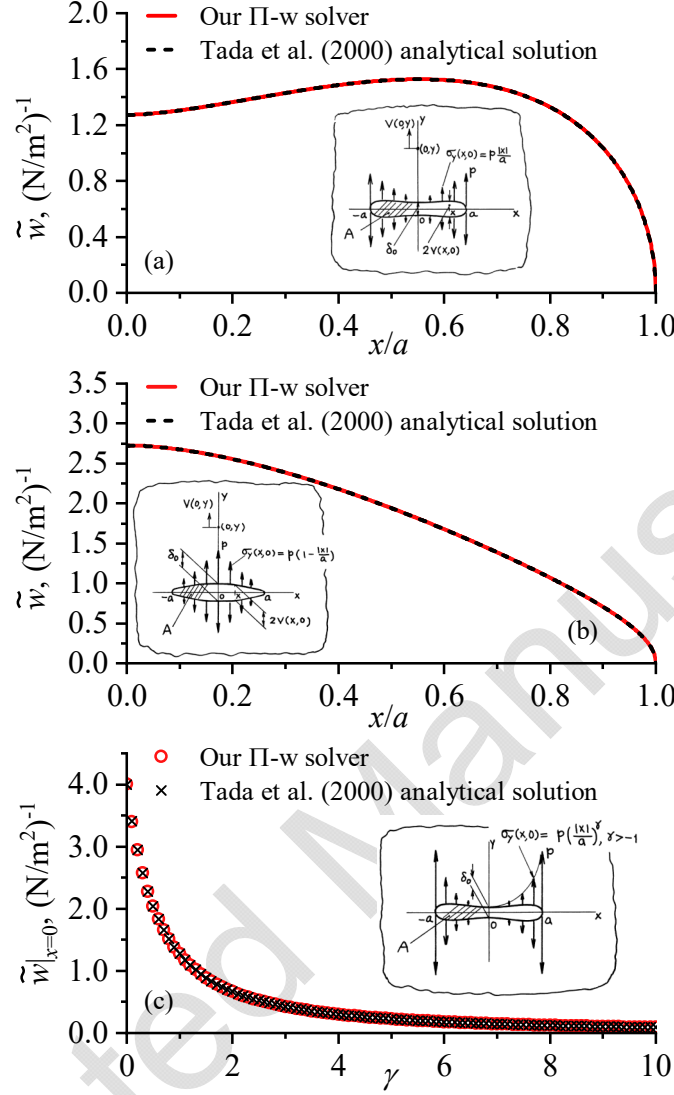 Our Π-w solver
Tada et al. (2000) analytical solution
2.0
1.6
1.2
0.8
0.4
0.0
w̃, (N/m²)⁻¹
V(0,y)
y
(0,y)
σy(x,0)=p|x|/a
p
-a
0
x
a
x
A
δ₀
2V(x,0)
(a)
0.0 0.2 0.4 0.6 0.8 1.0
x/a
Our Π-w solver
Tada et al. (2000) analytical solution
3.5
3.0
2.5
2.0
1.5
1.0
0.5
0.0
w̃, (N/m²)⁻¹
V(0,y)
y
(0,y)
p
σy(x,0)=p(1-|x|/a)
δ₀
-a
0
x
a
x
A
2V(x,0)
(b)
0.0 0.2 0.4 0.6 0.8 1.0
x/a
Our Π-w solver
Tada et al. (2000) analytical solution
4.0
3.0
2.0
1.0
0.0
w̃|x=0, (N/m²)⁻¹
σy(x,0)= p(|x|/a)^γ, γ>-1
y
p
δ₀
-a
0
a
x
A
(c)
0 2 4 6 8 10
γ
ted Manus